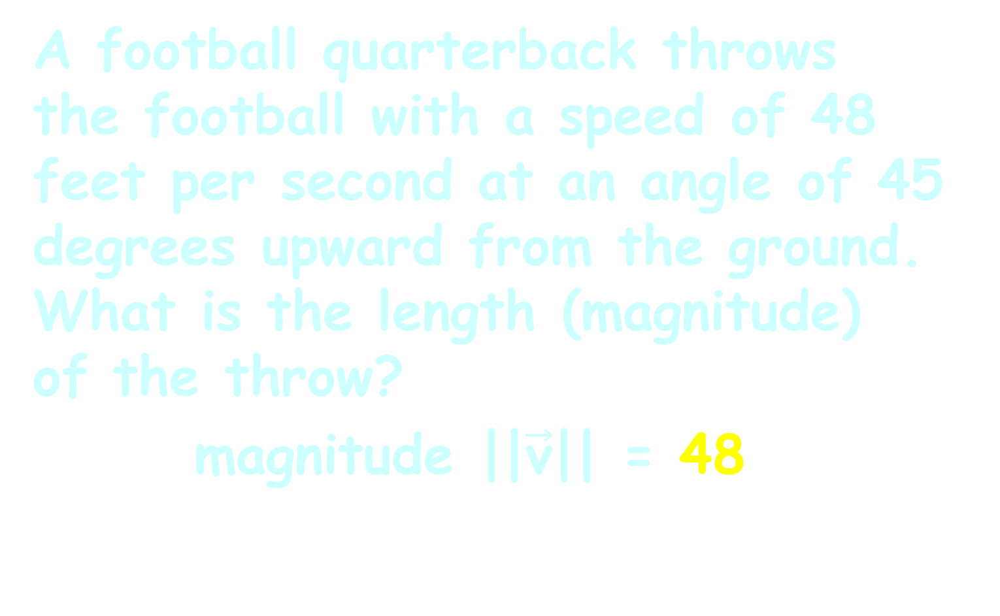 A football quarterback throws
the football with a speed of 48
feet per second at an angle of 45
degrees upward from the ground.
What is the length (magnitude)
of the throw?
magnitude ||v⃗|| = 48